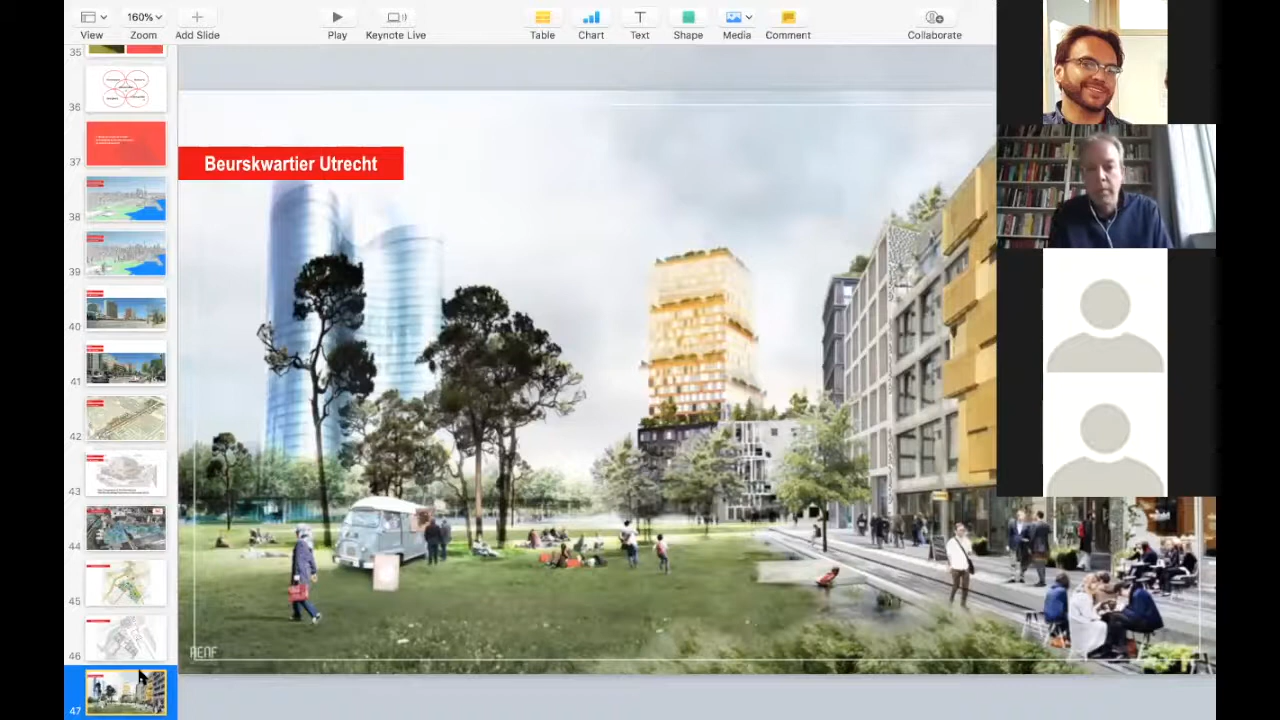 View
160%
Zoom
Add Slide
Play
Keynote Live
Table
Chart
Text
Shape
Media
Comment
Collaborate
35
36
37
38
39
40
41
42
43
44
45
46
47
Beurskwartier Utrecht